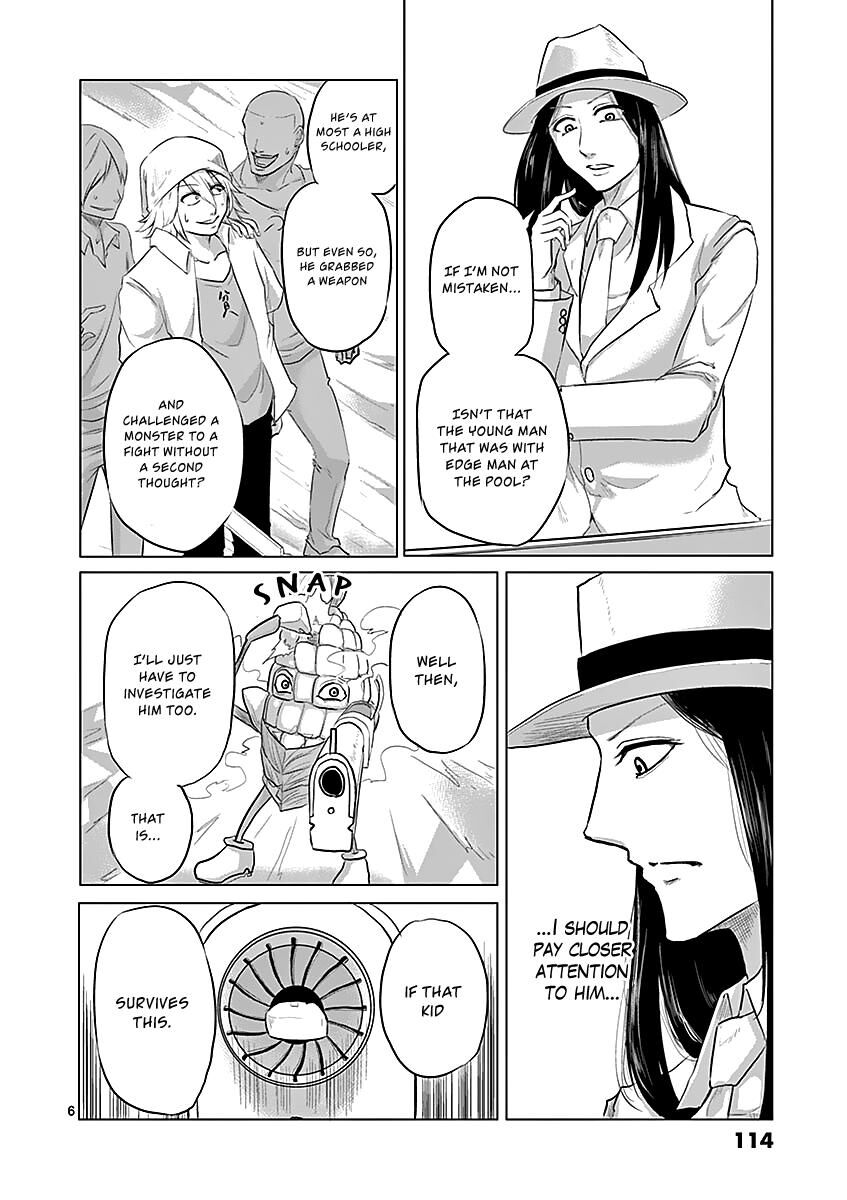 IF I'M NOT
MISTAKEN...
ISN'T THAT
THE YOUNG MAN
THAT WAS WITH
EDGE MAN AT
THE POOL?
HE'S AT
MOST A HIGH
SCHOOLER,
BUT EVEN SO,
HE GRABBED
A WEAPON
AND
CHALLENGED A
MONSTER TO A
FIGHT WITHOUT
A SECOND
THOUGHT?
...I SHOULD
PAY CLOSER
ATTENTION
TO HIM...
SNAP
WELL
THEN,
I'LL JUST
HAVE TO
INVESTIGATE
HIM TOO.
THAT
IS...
IF THAT
KID
SURVIVES
THIS.
6
114